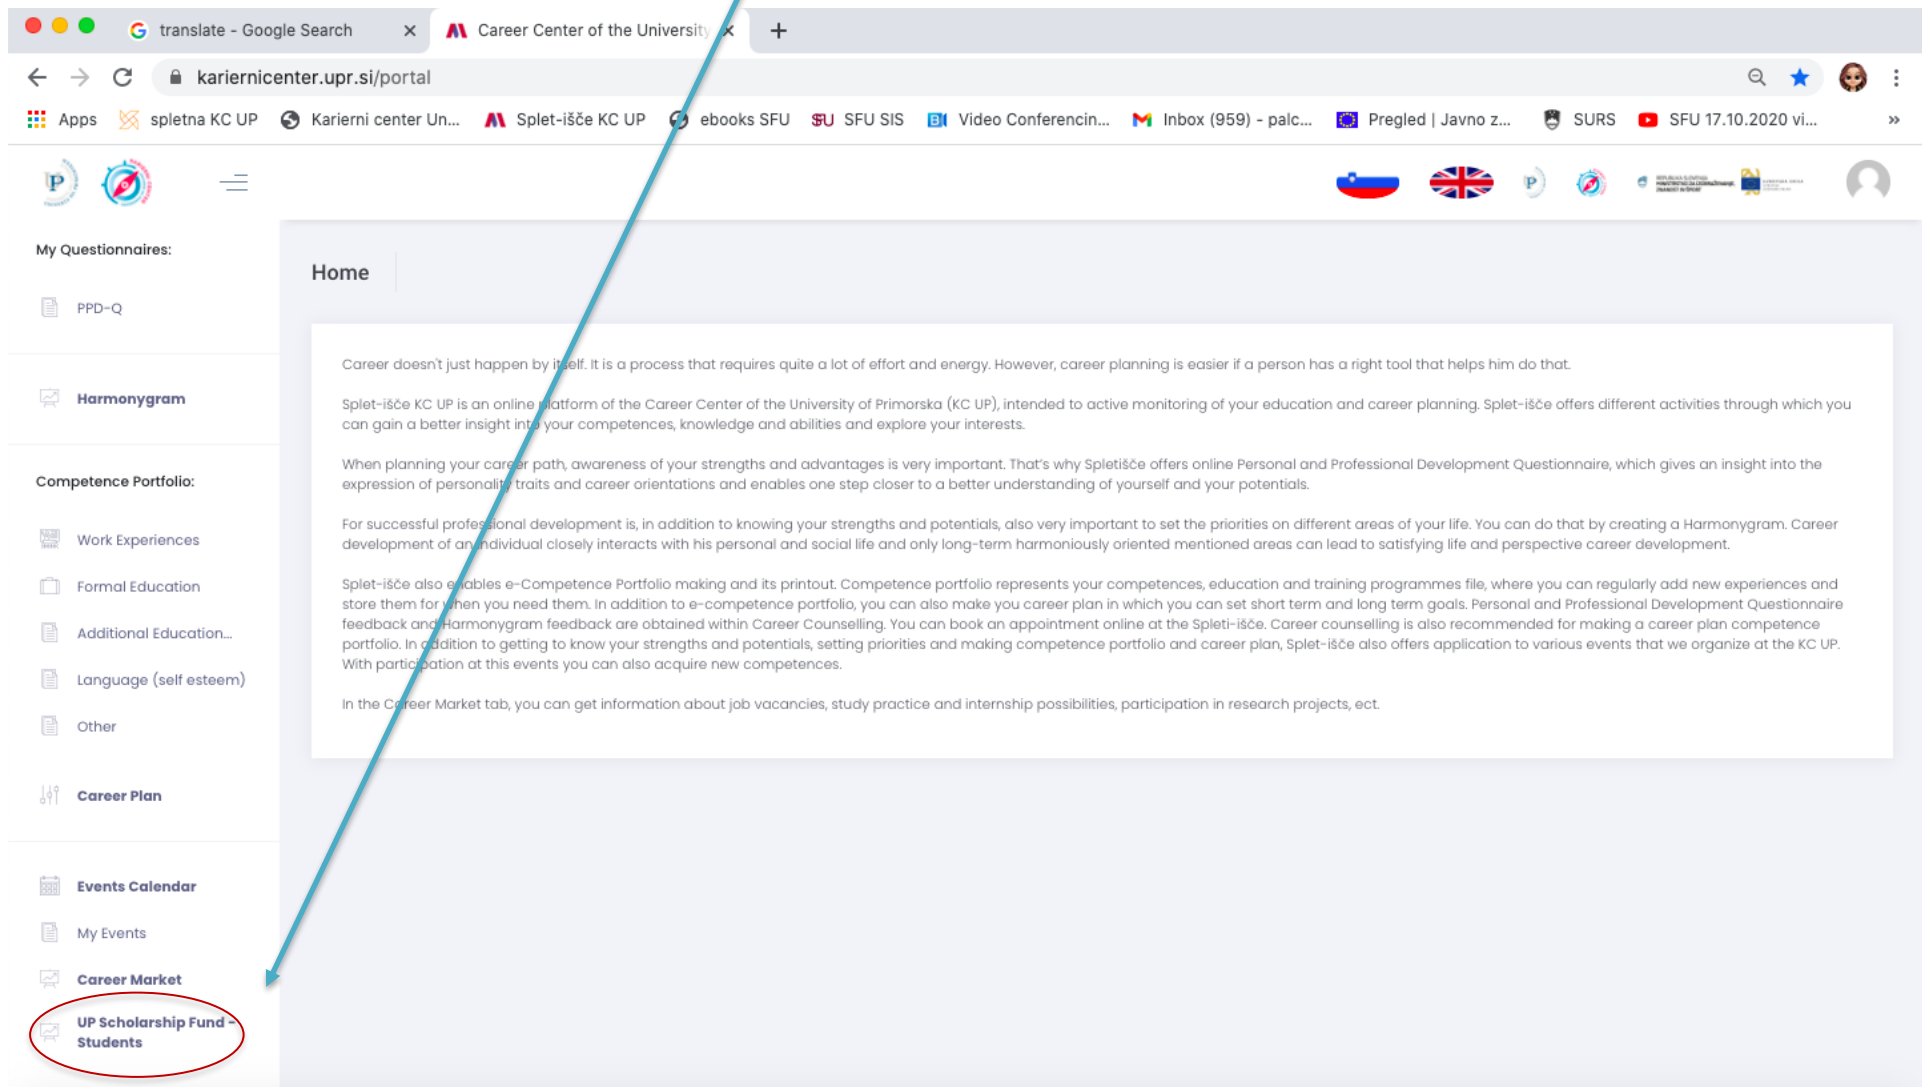 translate - Google Search
Career Center of the University
kariernicenter.upr.si/portal
Apps
spletna KC UP
Karierni center Un...
Splet-išče KC UP
ebooks SFU
SFU SIS
Video Conferencin...
Inbox (959) - palc...
Pregled | Javno z...
SURS
SFU 17.10.2020 vi...
»
My Questionnaires:
PPD-Q
Harmonygram
Competence Portfolio:
Work Experiences
Formal Education
Additional Education...
Language (self esteem)
Other
Career Plan
Events Calendar
My Events
Career Market
UP Scholarship Fund -
Students
Home
Career doesn't just happen by itself. It is a process that requires quite a lot of effort and energy. However, career planning is easier if a person has a right tool that helps him do that.
Splet-išče KC UP is an online platform of the Career Center of the University of Primorska (KC UP), intended to active monitoring of your education and career planning. Splet-išče offers different activities through which you
can gain a better insight into your competences, knowledge and abilities and explore your interests.
When planning your career path, awareness of your strengths and advantages is very important. That's why Spletišče offers online Personal and Professional Development Questionnaire, which gives an insight into the
expression of personality traits and career orientations and enables one step closer to a better understanding of yourself and your potentials.
For successful professional development is, in addition to knowing your strengths and potentials, also very important to set the priorities on different areas of your life. You can do that by creating a Harmonygram. Career
development of an individual closely interacts with his personal and social life and only long-term harmoniously oriented mentioned areas can lead to satisfying life and perspective career development.
Splet-išče also enables e-Competence Portfolio making and its printout. Competence portfolio represents your competences, education and training programmes file, where you can regularly add new experiences and
store them for when you need them. In addition to e-competence portfolio, you can also make you career plan in which you can set short term and long term goals. Personal and Professional Development Questionnaire
feedback and Harmonygram feedback are obtained within Career Counselling. You can book an appointment online at the Spleti-išče. Career counselling is also recommended for making a career plan competence
portfolio. In addition to getting to know your strengths and potentials, setting priorities and making competence portfolio and career plan, Splet-išče also offers application to various events that we organize at the KC UP.
With participation at this events you can also acquire new competences.
In the Career Market tab, you can get information about job vacancies, study practice and internship possibilities, participation in research projects, ect.